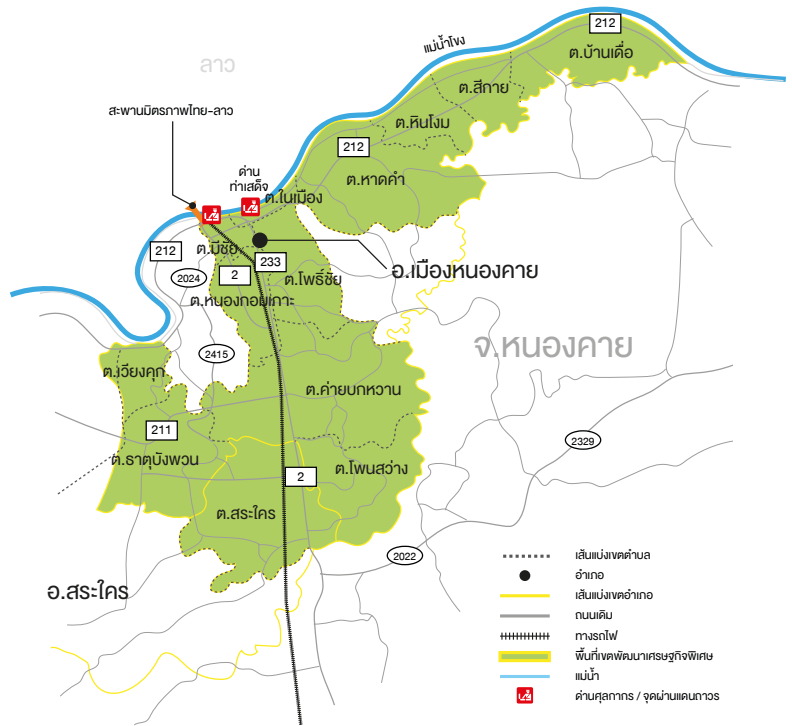 212
แม่น้ำโขง
ต.บ้านเดื่อ
ลาว
ต.สีกาย
สะพานมิตรภาพไทย-ลาว
ต.หินโงม
212
ด่าน
ท่าเสด็จ
ต.หาดคำ
ต.ในเมือง
ต.มีชัย
212
233
2024
2
อ.เมืองหนองคาย
ต.โพธิ์ชัย
ต.หนองกอมเกาะ
จ.หนองคาย
2415
ต.เวียงคุก
ต.ค่ายบกหวาน
211
2329
ต.ธาตุบังพวน
ต.โพนสว่าง
2
ต.สระใคร
2022
อ.สระใคร
เส้นแบ่งเขตตำบล
อำเภอ
เส้นแบ่งเขตอำเภอ
ถนนเดิม
ทางรถไฟ
พื้นที่เขตพัฒนาเศรษฐกิจพิเศษ
แม่น้ำ
ด่านศุลกากร / จุดผ่านแดนถาวร